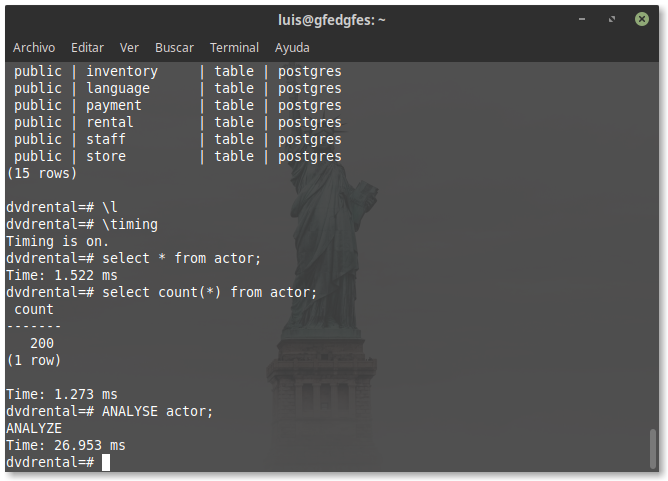 luis@gfedgfes: ~
Archivo Editar Ver Buscar Terminal Ayuda
 public | inventory     | table | postgres
 public | language      | table | postgres
 public | payment       | table | postgres
 public | rental        | table | postgres
 public | staff         | table | postgres
 public | store         | table | postgres
(15 rows)

dvdrental=# \l
dvdrental=# \timing
Timing is on.
dvdrental=# select * from actor;
Time: 1.522 ms
dvdrental=# select count(*) from actor;
 count
-------
   200
(1 row)

Time: 1.273 ms
dvdrental=# ANALYSE actor;
ANALYZE
Time: 26.953 ms
dvdrental=#